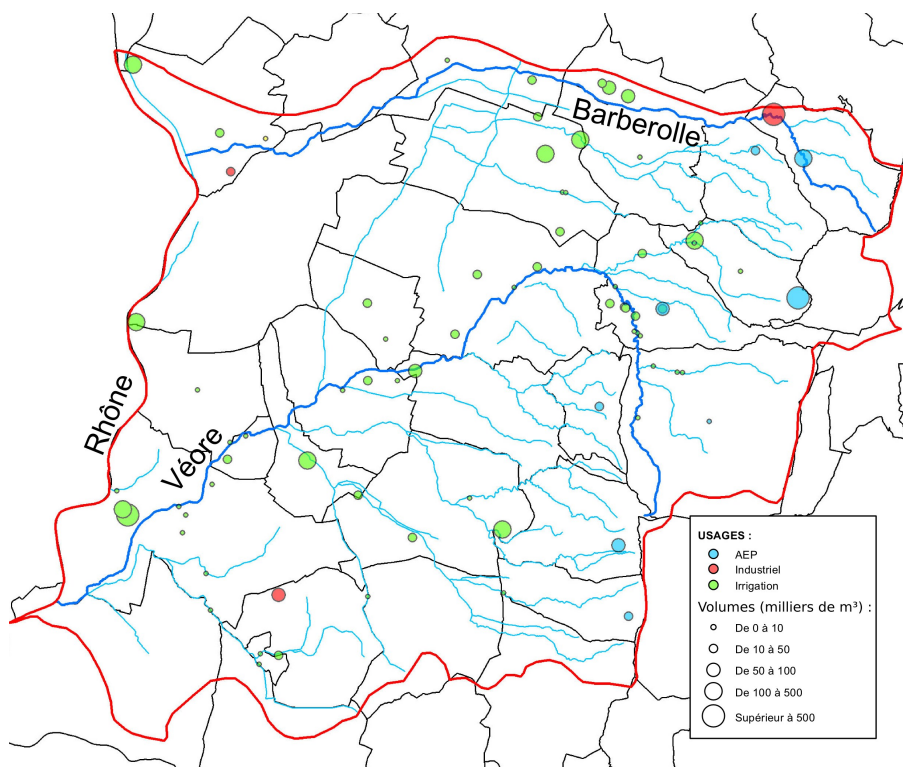 Barberolle
Rhône
Véore
USAGES :
AEP
Industriel
Irrigation
Volumes (milliers de m³) :
De 0 à 10
De 10 à 50
De 50 à 100
De 100 à 500
Supérieur à 500